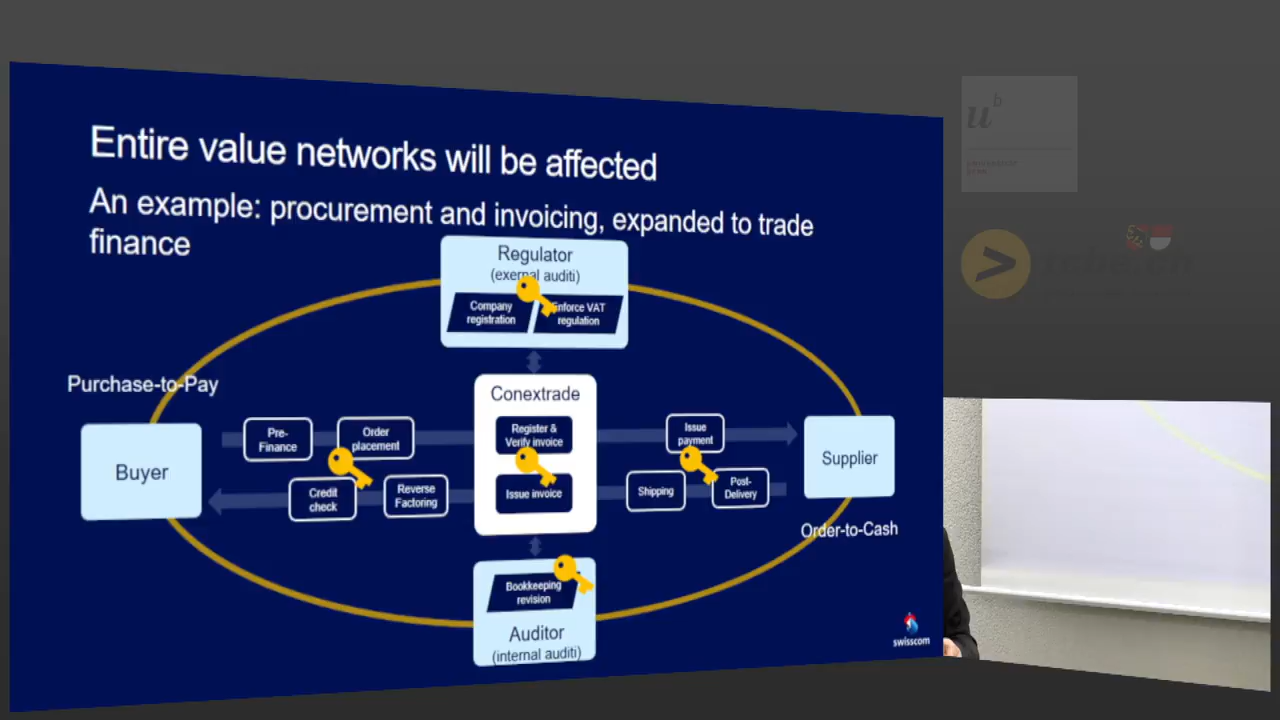 Entire value networks will be affected
An example: procurement and invoicing, expanded to trade
finance
Regulator
(exernal auditi)
Company
registration
Enforce VAT
regulation
Purchase-to-Pay
Buyer
Pre-
Finance
Order
placement
Credit
check
Reverse
Factoring
Conextrade
Register &
Verify invoice
Issue invoice
Issue
payment
Shipping
Post-
Delivery
Supplier
Order-to-Cash
Bookkeeping
revision
Auditor
(internal auditi)
swisscom
u
b